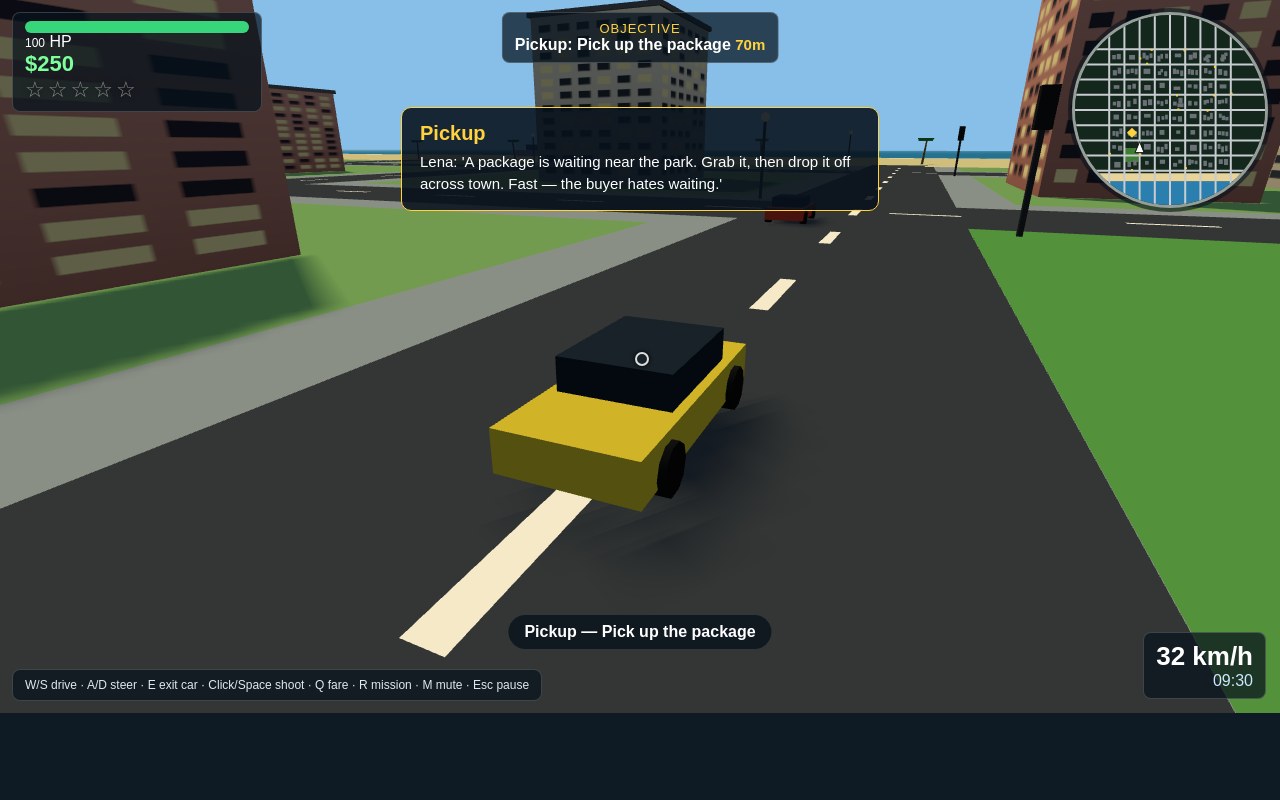 100 HP
$250
☆☆☆☆☆
OBJECTIVE
Pickup: Pick up the package 70m
Pickup
Lena: 'A package is waiting near the park. Grab it, then drop it off
across town. Fast — the buyer hates waiting.'
Pickup — Pick up the package
W/S drive · A/D steer · E exit car · Click/Space shoot · Q fare · R mission · M mute · Esc pause
32 km/h
09:30